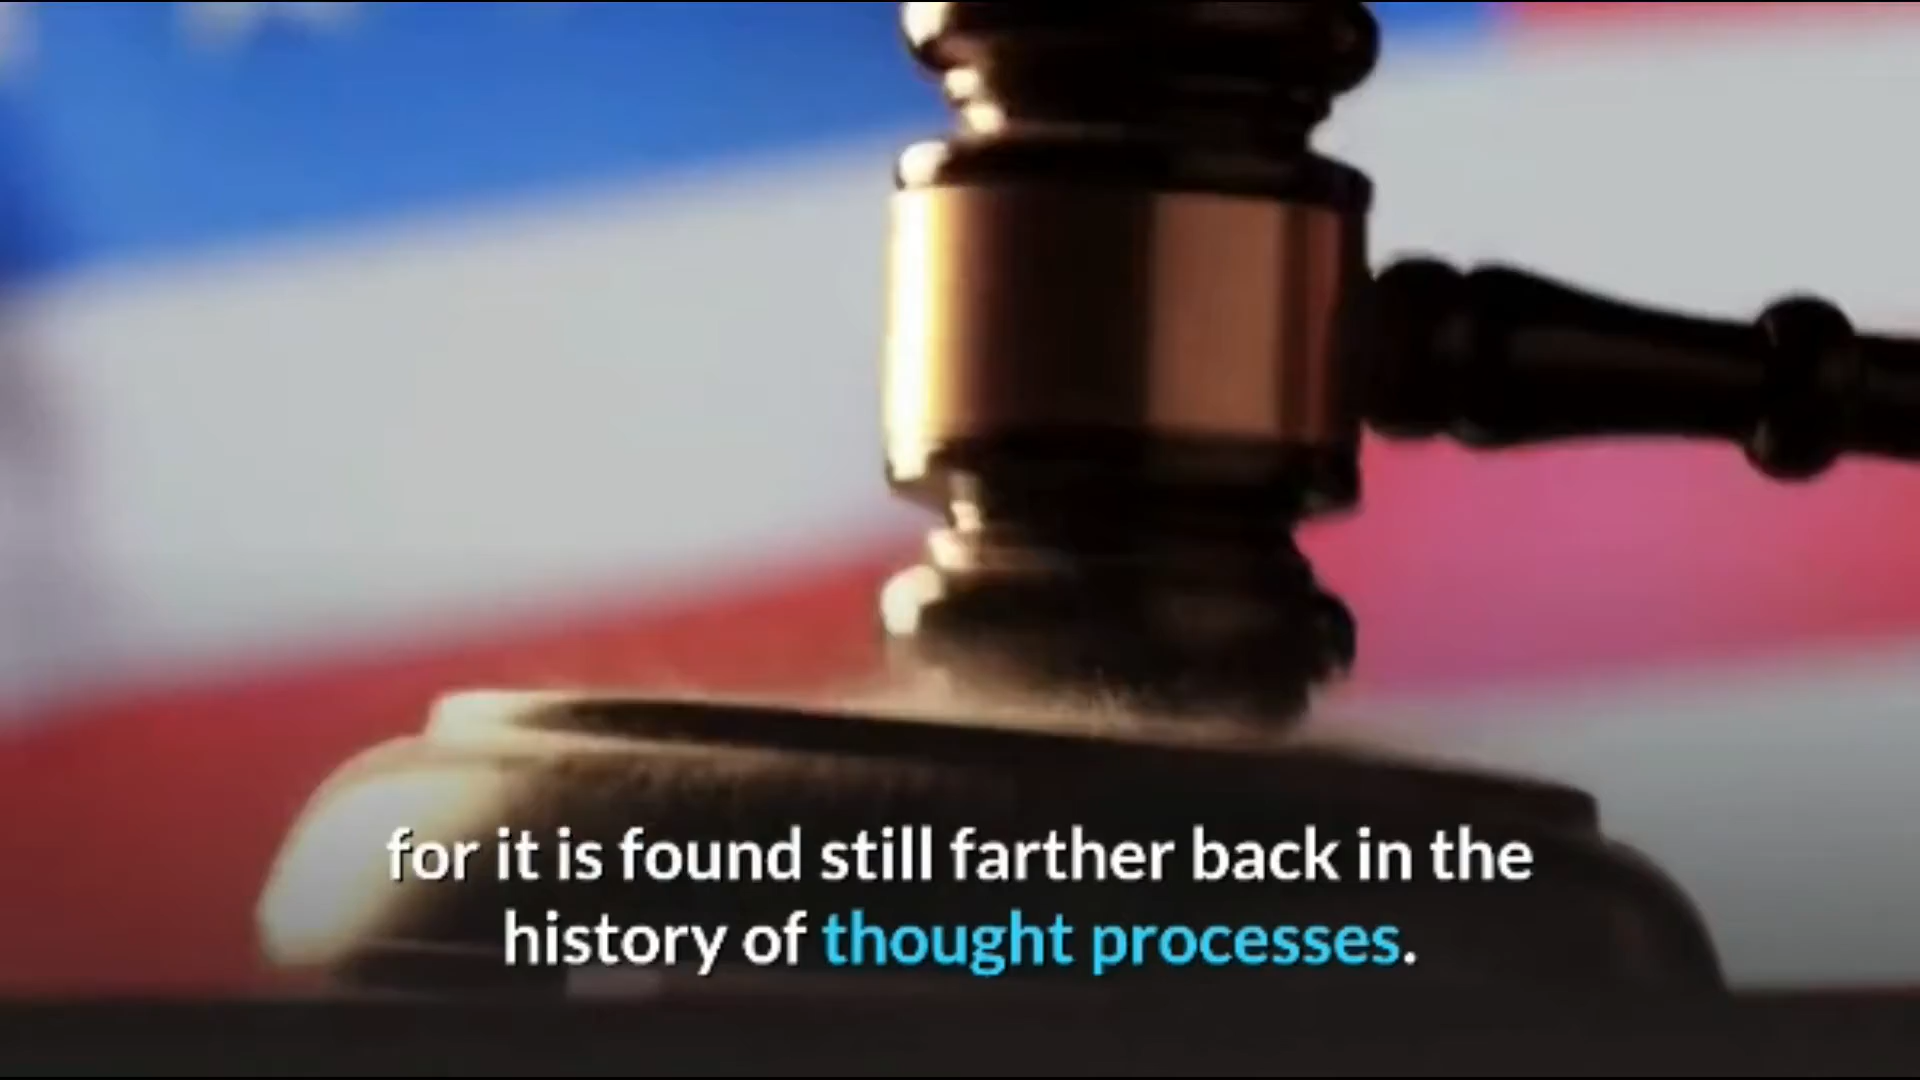 for it is found still farther back in the
history of thought processes.